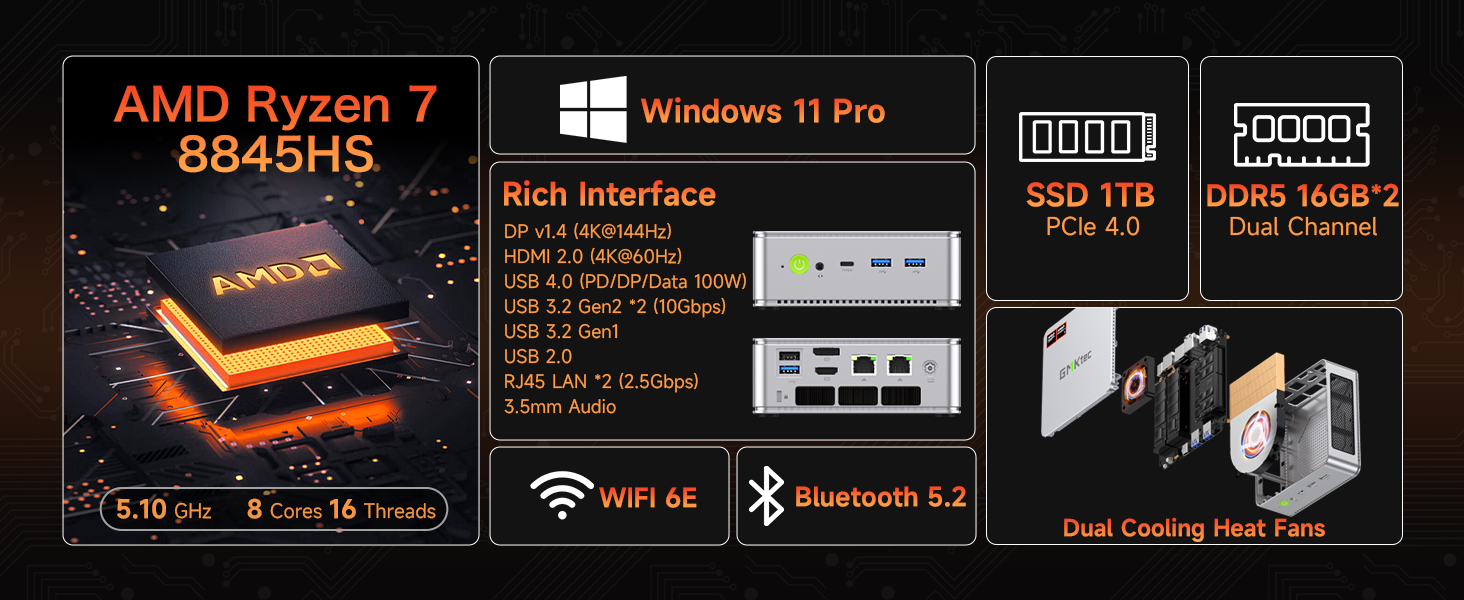 AMD Ryzen 7
8845HS
AMD
5.10 GHz 8 Cores 16 Threads
Windows 11 Pro
Rich Interface
DP v1.4 (4K@144Hz)
HDMI 2.0 (4K@60Hz)
USB 4.0 (PD/DP/Data 100W)
USB 3.2 Gen2 *2 (10Gbps)
USB 3.2 Gen1
USB 2.0
RJ45 LAN *2 (2.5Gbps)
3.5mm Audio
WIFI 6E
Bluetooth 5.2
SSD 1TB
PCIe 4.0
DDR5 16GB*2
Dual Channel
GMKtec
Dual Cooling Heat Fans